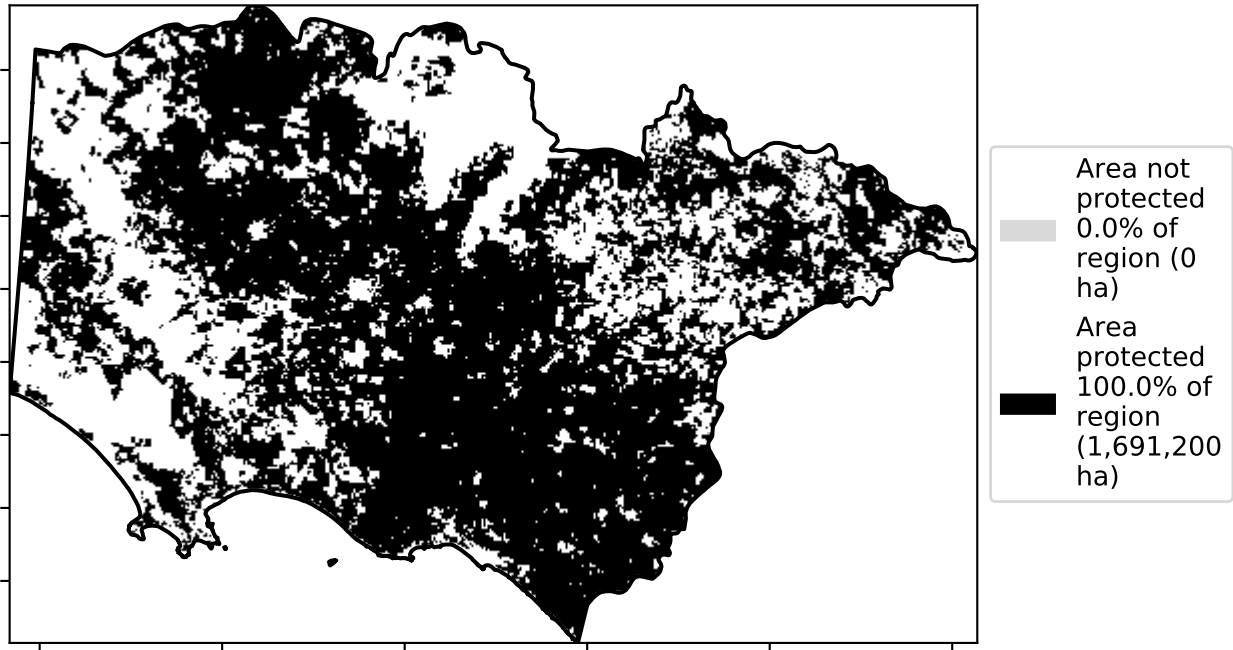 Area not
protected
0.0% of
region (0
ha)
Area
protected
100.0% of
region
(1,691,200
ha)